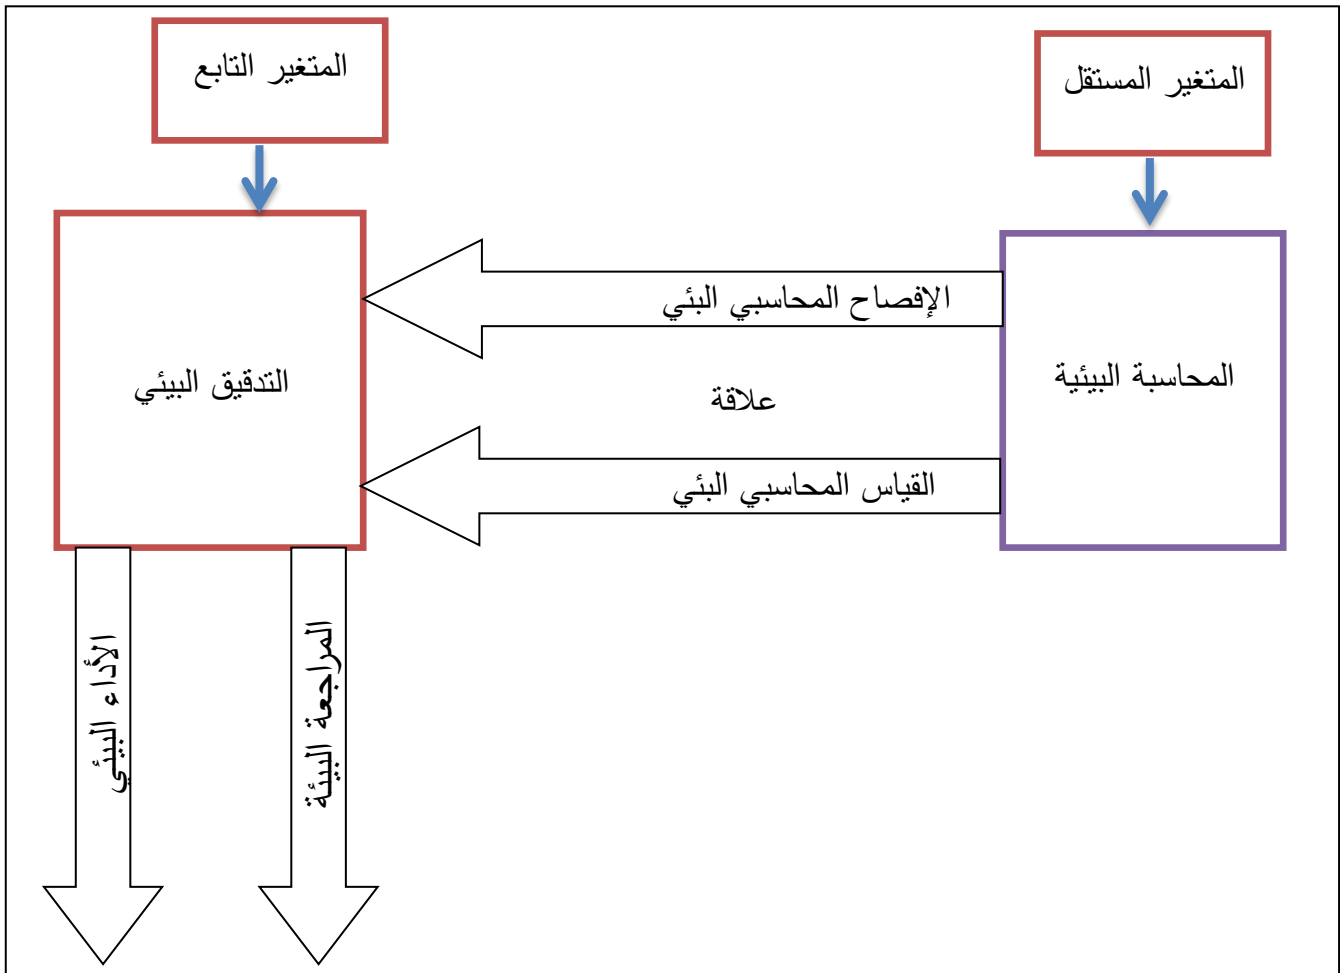 المتغير المستقل
المتغير التابع
الإفصاح المحاسبي البئي
المحاسبة البيئية
التدقيق البيئي
علاقة
القياس المحاسبي البئي
المراجعة البيئة
الأداء البيئي